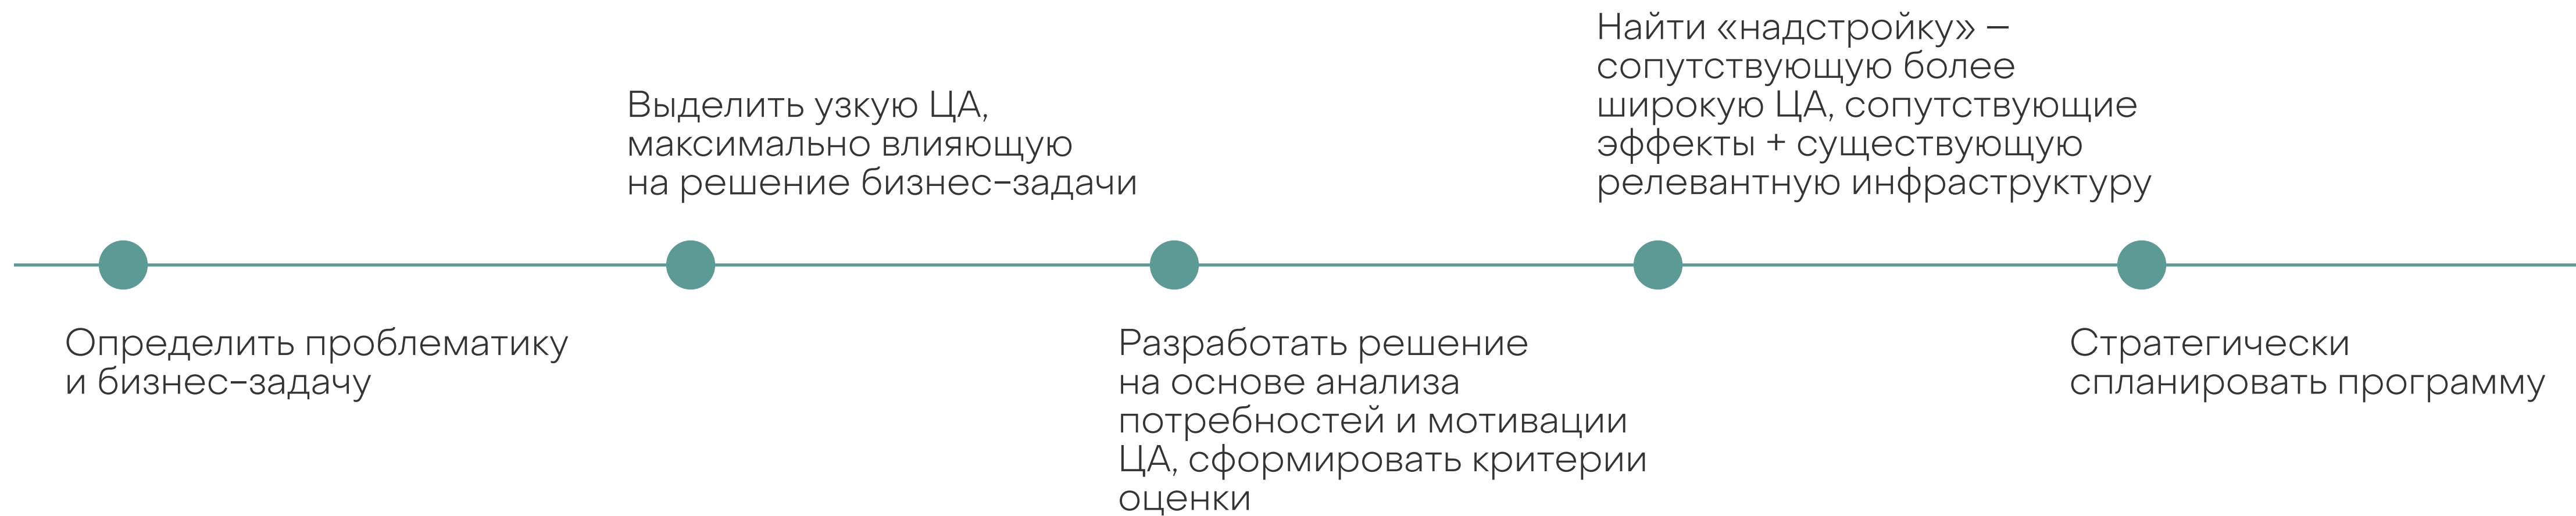 Определить проблематику
и бизнес-задачу
Выделить узкую ЦА,
максимально влияющую
на решение бизнес-задачи
Разработать решение
на основе анализа
потребностей и мотивации
ЦА, сформировать критерии
оценки
Найти «надстройку» –
сопутствующую более
широкую ЦА, сопутствующие
эффекты + существующую
релевантную инфраструктуру
Стратегически
спланировать программу